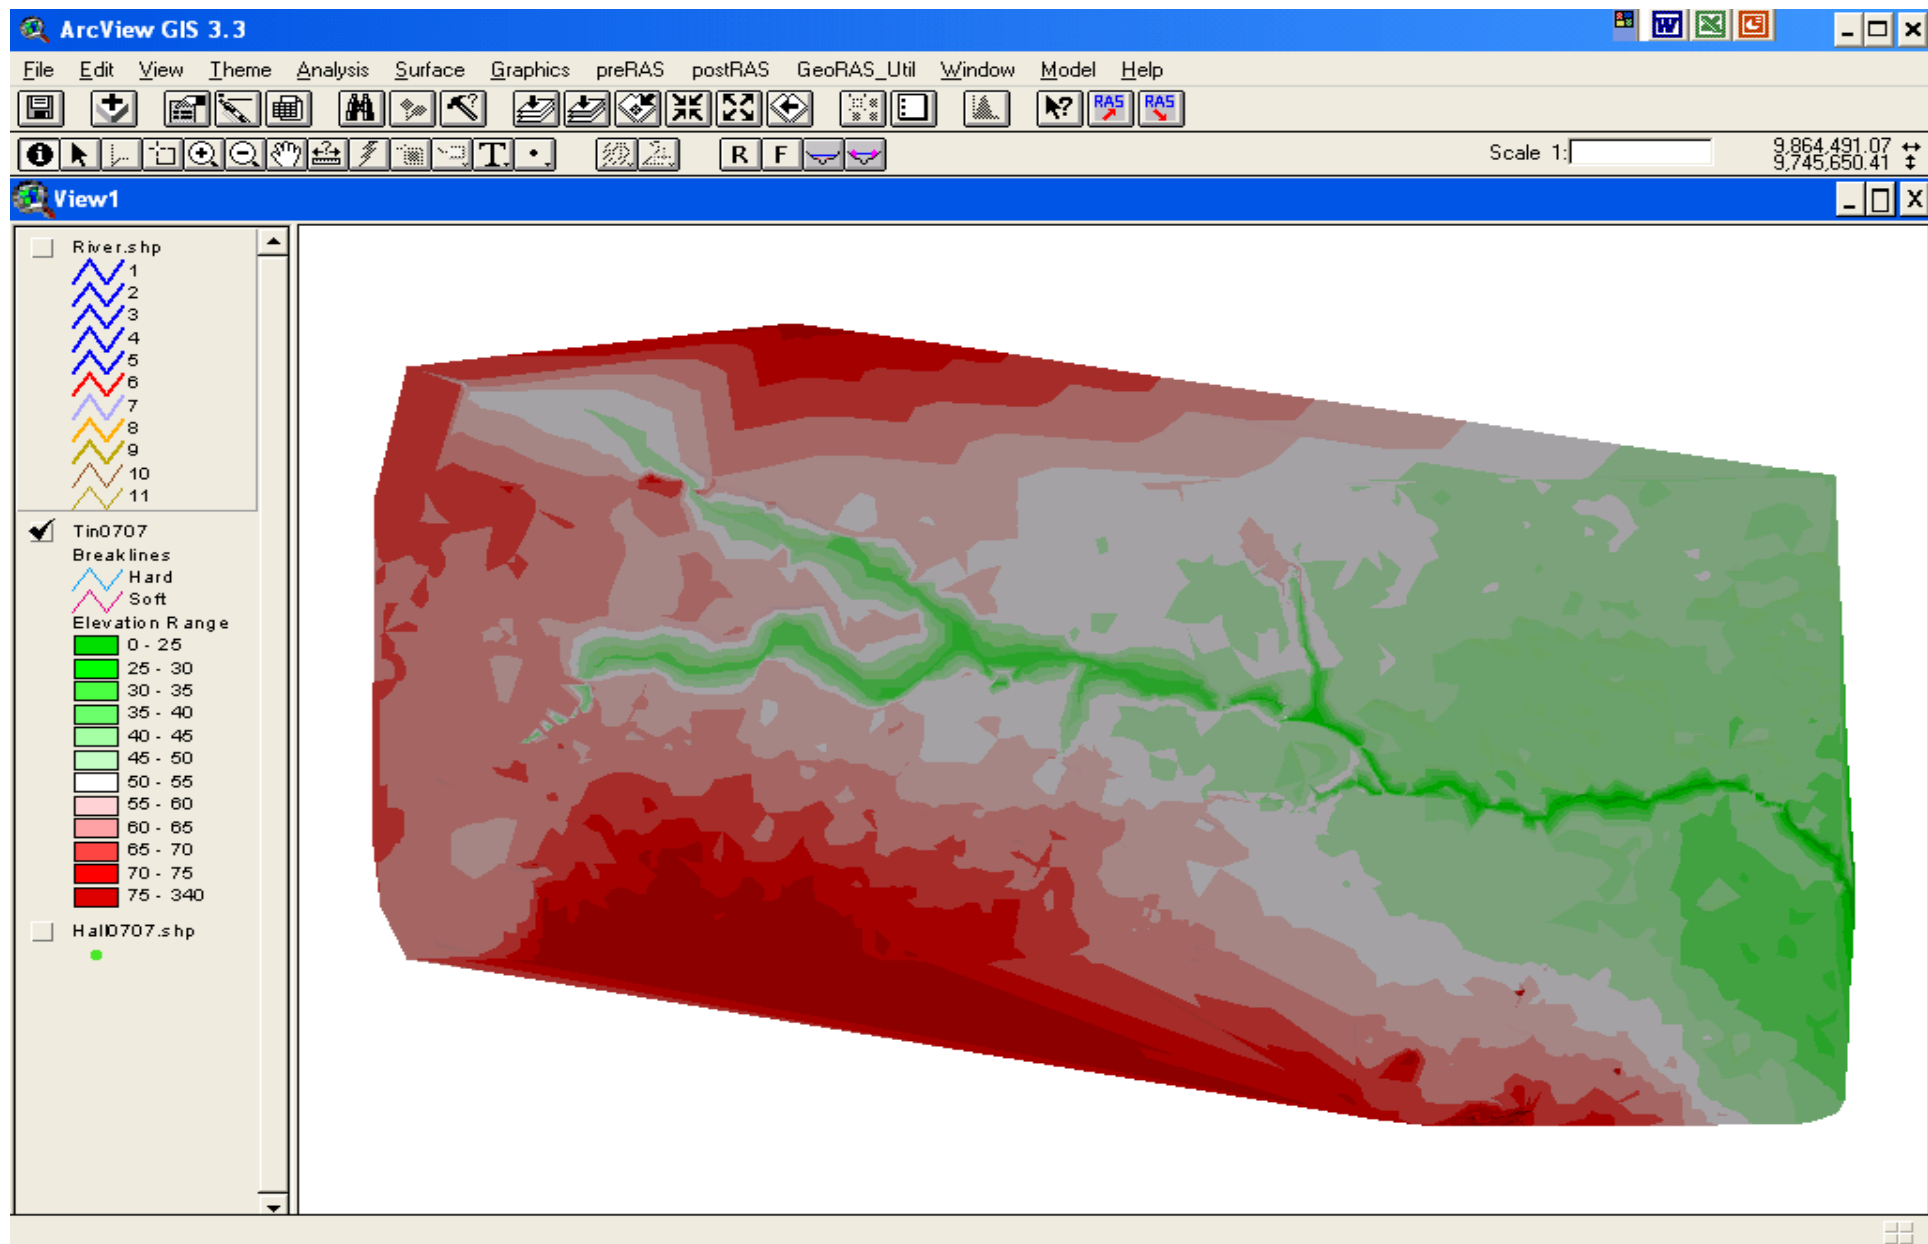 ArcView GIS 3.3
File Edit View Theme Analysis Surface Graphics preRAS postRAS GeoRAS_Util Window Model Help
RAS RAS
T R F Scale 1: 9,864,491.07
9,745,650.41
View1
River.shp
1
2
3
4
5
6
7
8
9
10
11
Tin0707
Breaklines
Hard
Soft
Elevation Range
0 - 25
25 - 30
30 - 35
35 - 40
40 - 45
45 - 50
50 - 55
55 - 60
60 - 65
65 - 70
70 - 75
75 - 340
Hall0707.shp